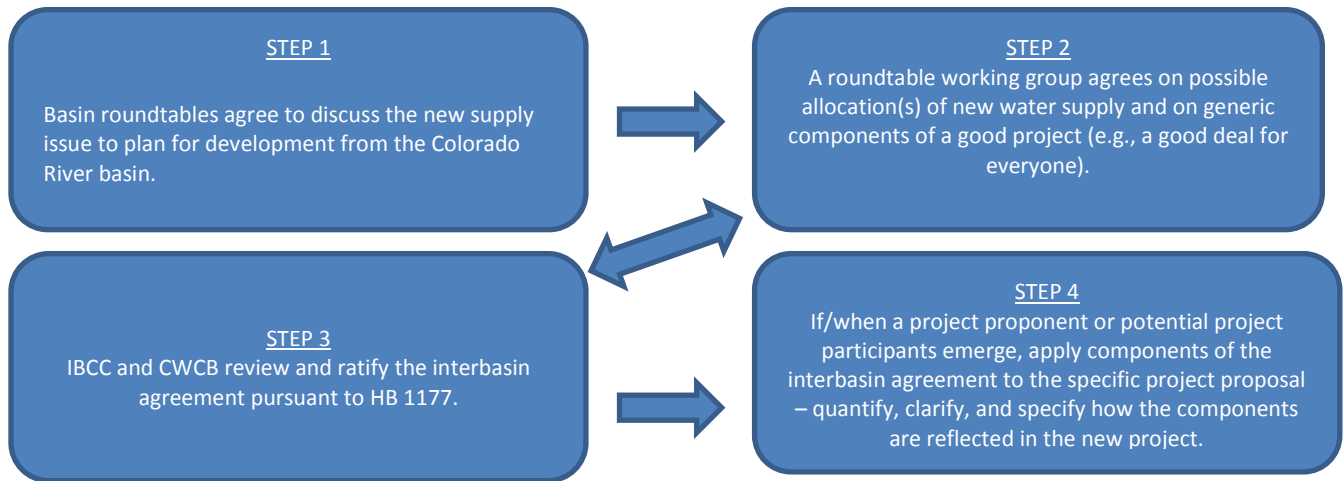 STEP 1
Basin roundtables agree to discuss the new supply
issue to plan for development from the Colorado
River basin.
STEP 2
A roundtable working group agrees on possible
allocation(s) of new water supply and on generic
components of a good project (e.g., a good deal for
everyone).
STEP 3
IBCC and CWCB review and ratify the interbasin
agreement pursuant to HB 1177.
STEP 4
If/when a project proponent or potential project
participants emerge, apply components of the
interbasin agreement to the specific project proposal
– quantify, clarify, and specify how the components
are reflected in the new project.